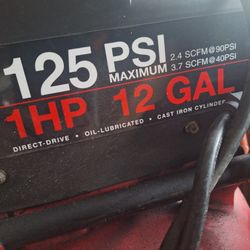 125 PSI 2.4 SCFM@90PSI
MAXIMUM 3.7 SCFM@40PSI
1HP 12 GAL
DIRECT-DRIVE • OIL-LUBRICATED • CAST IRON CYLINDER